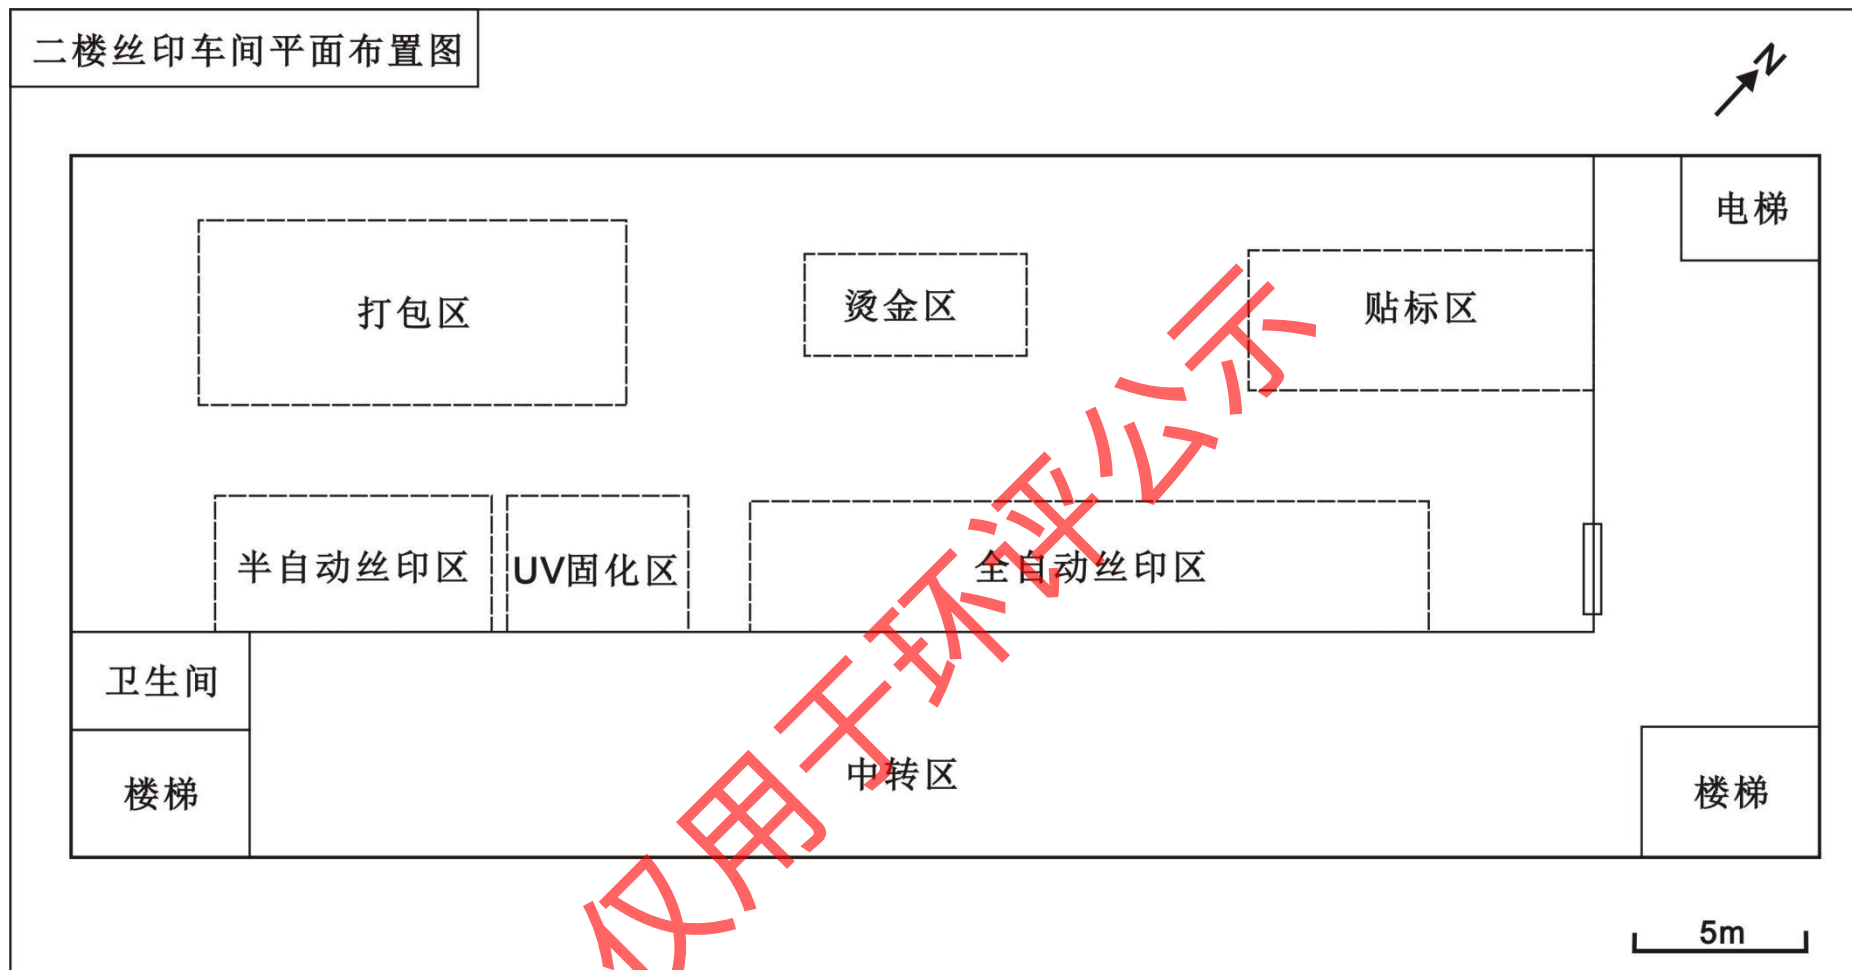 二楼丝印车间平面布置图
N
电梯
打包区
烫金区
贴标区
半自动丝印区
UV固化区
全自动丝印区
卫生间
楼梯
中转区
楼梯
5m
仅用于环评公示